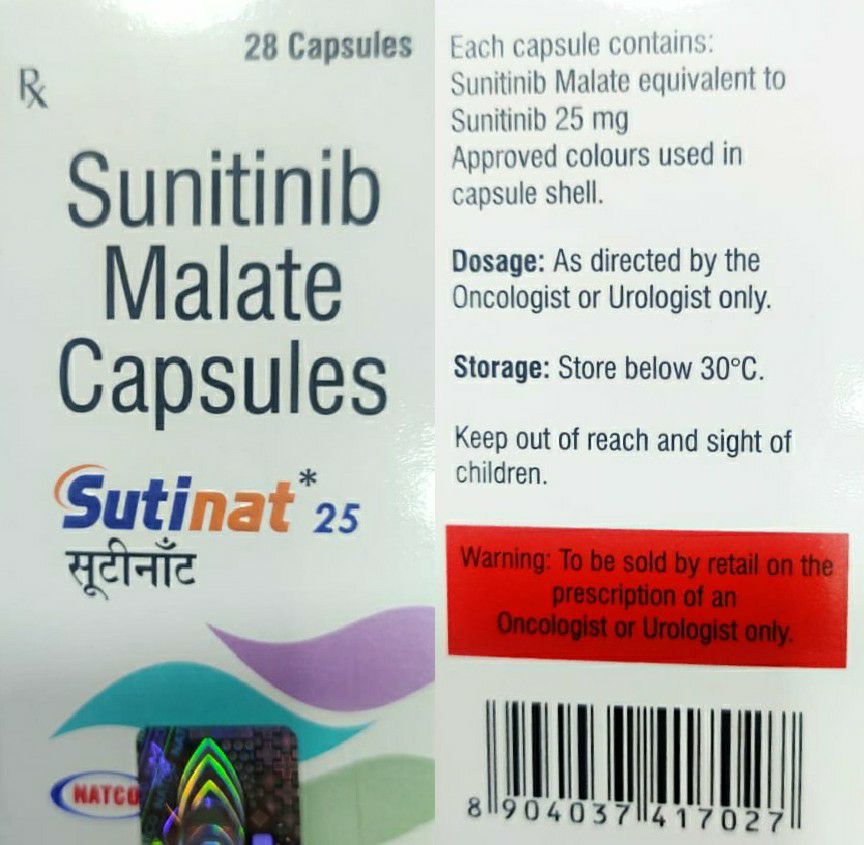 28 Capsules
Rx
Sunitinib
Malate
Capsules
Sutinat* 25
सूटीनॉंट
NATCO
Each capsule contains:
Sunitinib Malate equivalent to
Sunitinib 25 mg
Approved colours used in
capsule shell.
Dosage: As directed by the
Oncologist or Urologist only.
Storage: Store below 30°C.
Keep out of reach and sight of
children.
Warning: To be sold by retail on the
prescription of an
Oncologist or Urologist only.
8 904037 417027